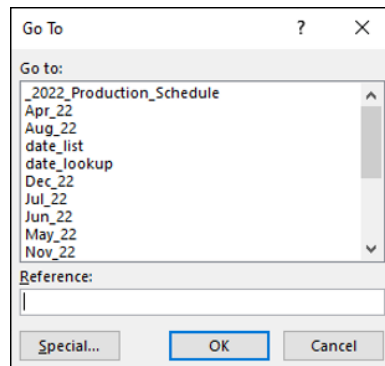 Go To ?
Go to:
_2022_Production_Schedule
Apr_22
Aug_22
date_list
date_lookup
Dec_22
Jul_22
Jun_22
May_22
Nov_22
Reference:
Special... OK Cancel